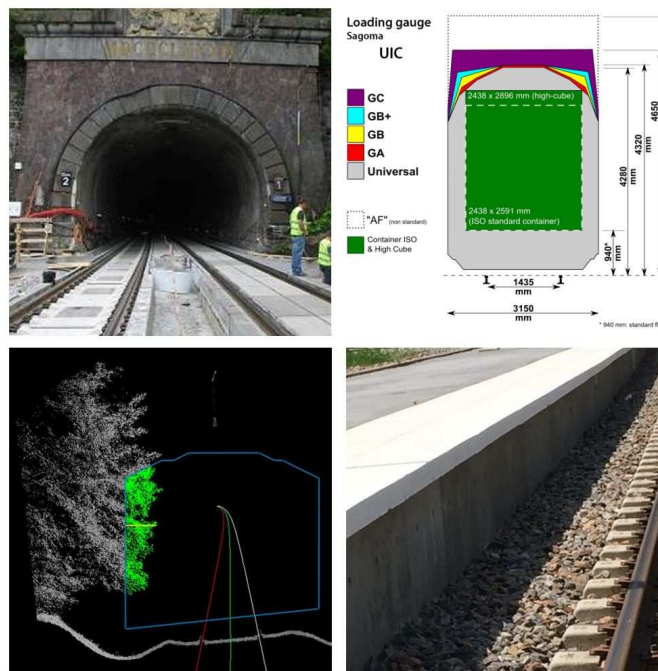 Loading gauge
Sagoma
UIC
GC
GB+
GB
GA
Universal
"AF" (non standard)
Container ISO
& High Cube
2438 x 2896 mm (high-cube)
2438 x 2591 mm
(ISO standard container)
4650
mm
4320
mm
4280
mm
940*
mm
1435
mm
3150
mm
* 940 mm: standard fl
2
1